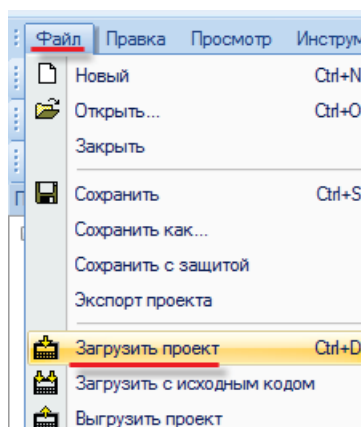 Файл Правка Просмотр
Новый Ctrl+N
Открыть... Ctrl+O
Закрыть
Сохранить Ctrl+S
Сохранить как...
Сохранить с защитой
Экспорт проекта
Загрузить проект Ctrl+D
Загрузить с исходным кодом
Выгрузить проект